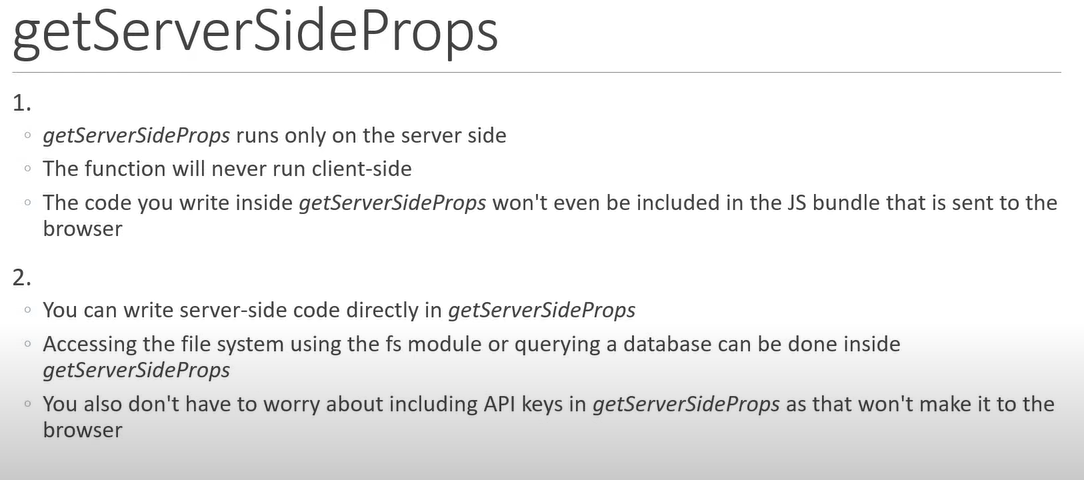 getServerSideProps
1.
◦ getServerSideProps runs only on the server side
◦ The function will never run client-side
◦ The code you write inside getServerSideProps won't even be included in the JS bundle that is sent to the
browser
2.
◦ You can write server-side code directly in getServerSideProps
◦ Accessing the file system using the fs module or querying a database can be done inside
getServerSideProps
◦ You also don't have to worry about including API keys in getServerSideProps as that won't make it to the
browser